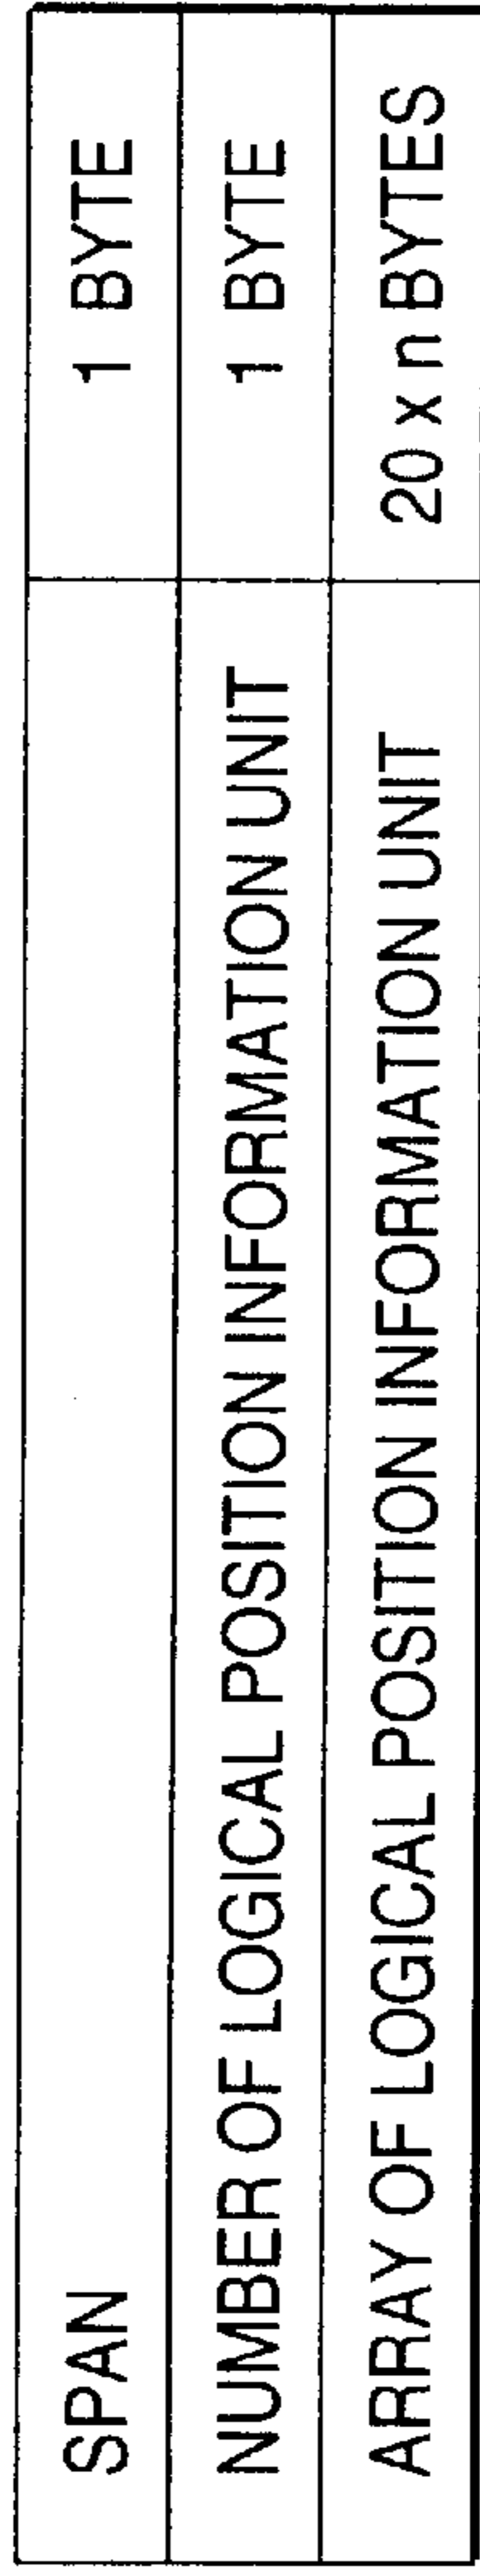 SPAN 1 BYTE
NUMBER OF LOGICAL POSITION INFORMATION UNIT 1 BYTE
ARRAY OF LOGICAL POSITION INFORMATION UNIT 20 x n BYTES